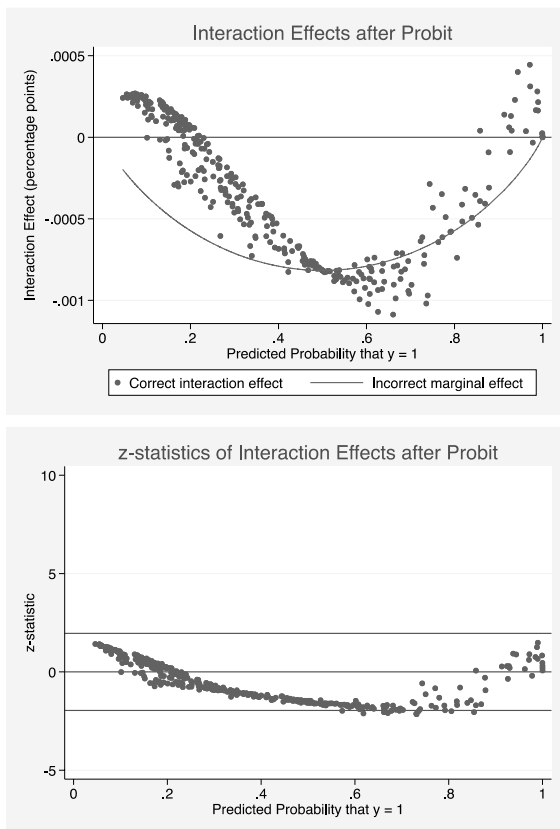 Interaction Effects after Probit
Interaction Effect (percentage points)
.0005
0
-.0005
-.001
0 .2 .4 .6 .8 1
Predicted Probability that y = 1
Correct interaction effect Incorrect marginal effect
z-statistics of Interaction Effects after Probit
z-statistic
10
5
0
-5
0 .2 .4 .6 .8 1
Predicted Probability that y = 1